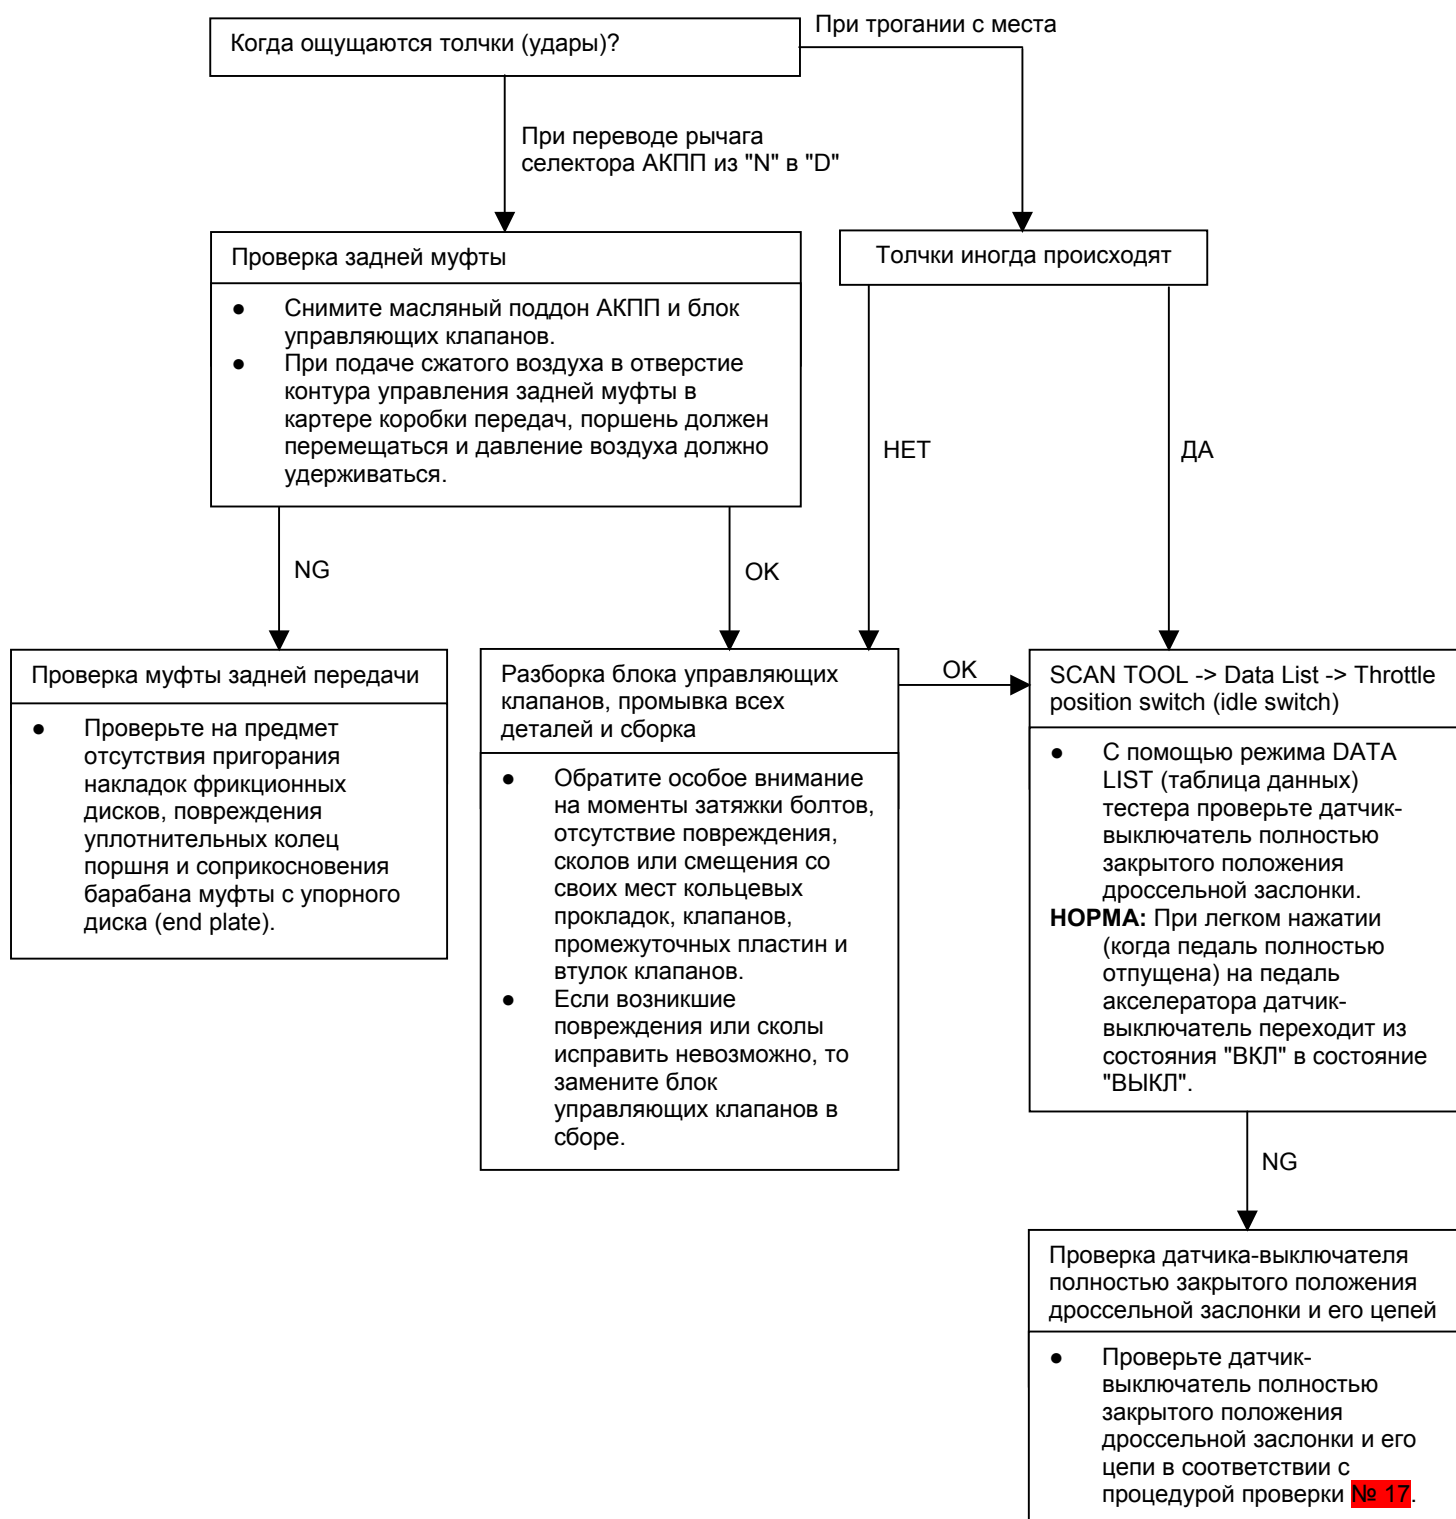 При трогании с места
Когда ощущаются толчки (удары)?
При переводе рычага
селектора АКПП из "N" в "D"
Проверка задней муфты
● Снимите масляный поддон АКПП и блок
управляющих клапанов.
● При подаче сжатого воздуха в отверстие
контура управления задней муфты в
картере коробки передач, поршень должен
перемещаться и давление воздуха должно
удерживаться.
Толчки иногда происходят
НЕТ
ДА
NG
OK
Проверка муфты задней передачи
● Проверьте на предмет
отсутствия пригорания
накладок фрикционных
дисков, повреждения
уплотнительных колец
поршня и соприкосновения
барабана муфты с упорного
диска (end plate).
Разборка блока управляющих
клапанов, промывка всех
деталей и сборка
● Обратите особое внимание
на моменты затяжки болтов,
отсутствие повреждения,
сколов или смещения со
своих мест кольцевых
прокладок, клапанов,
промежуточных пластин и
втулок клапанов.
● Если возникшие
повреждения или сколы
исправить невозможно, то
замените блок
управляющих клапанов в
сборе.
OK
SCAN TOOL -> Data List -> Throttle
position switch (idle switch)
● С помощью режима DATA
LIST (таблица данных)
тестера проверьте датчик-
выключатель полностью
закрытого положения
дроссельной заслонки.
НОРМА: При легком нажатии
(когда педаль полностью
отпущена) на педаль
акселератора датчик-
выключатель переходит из
состояния "ВКЛ" в состояние
"ВЫКЛ".
NG
Проверка датчика-выключателя
полностью закрытого положения
дроссельной заслонки и его цепей
● Проверьте датчик-
выключатель полностью
закрытого положения
дроссельной заслонки и его
цепи в соответствии с
процедурой проверки № 17.